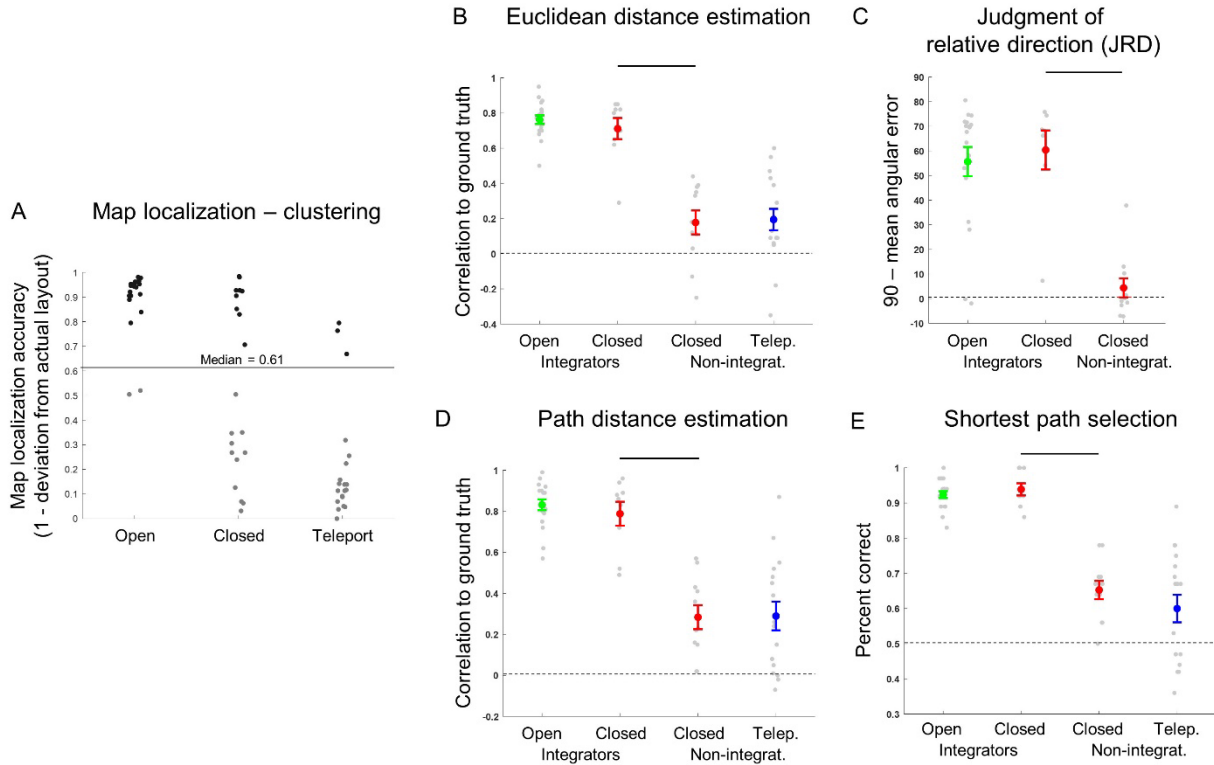 A
Map localization – clustering
Map localization accuracy
(1 - deviation from actual layout)
1
0.9
0.8
0.7
0.6
0.5
0.4
0.3
0.2
0.1
0
Median = 0.61
Open
Closed
Teleport
B
Euclidean distance estimation
Correlation to ground truth
1
0.8
0.6
0.4
0.2
0
-0.2
-0.4
Open
Closed
Closed
Telep.
Integrators
Non-integrat.
C
Judgment of
relative direction (JRD)
90 – mean angular error
90
80
70
60
50
40
30
20
10
0
-10
Open
Closed
Closed
Integrators
Non-integrat.
D
Path distance estimation
Correlation to ground truth
1
0.8
0.6
0.4
0.2
0
-0.2
Open
Closed
Closed
Telep.
Integrators
Non-integrat.
E
Shortest path selection
Percent correct
1
0.9
0.8
0.7
0.6
0.5
0.4
0.3
Open
Closed
Closed
Telep.
Integrators
Non-integrat.